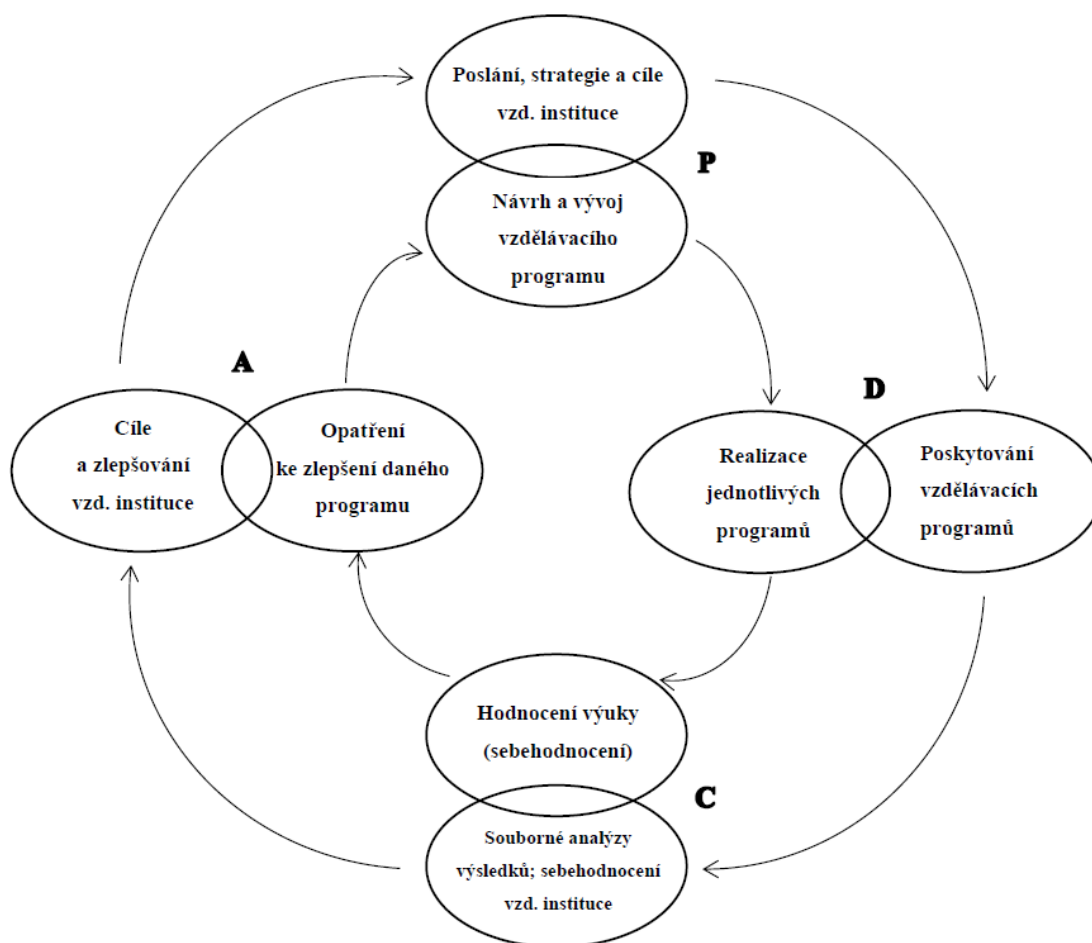 Poslání, strategie a cíle
vzd. instituce
P
Návrh a vývoj
vzdělávacího
programu
A
Cíle
a zlepšování
vzd. instituce
Opatření
ke zlepšení daného
programu
D
Realizace
jednotlivých
programů
Poskytování
vzdělávacích
programů
Hodnocení výuky
(sebehodnocení)
C
Souborné analýzy
výsledků; sebehodnocení
vzd. instituce